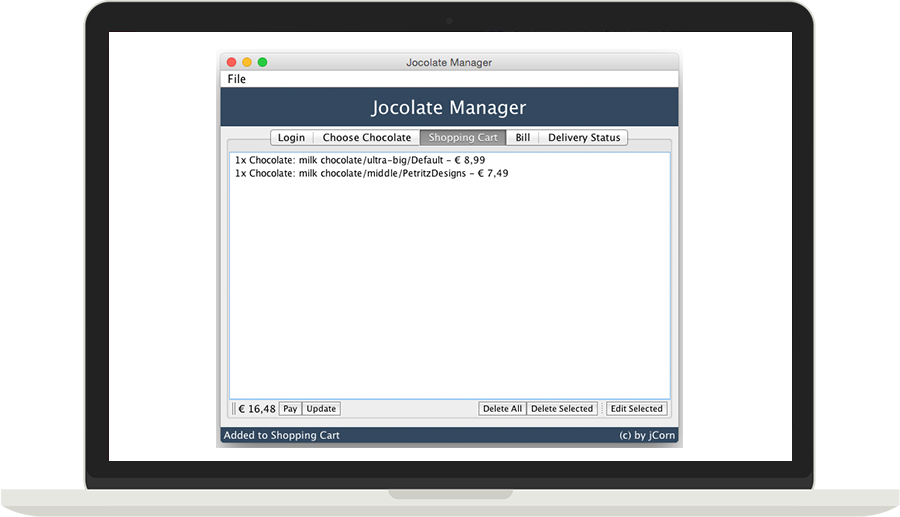 Jocolate Manager
File
Jocolate Manager
Login Choose Chocolate Shopping Cart Bill Delivery Status
1x Chocolate: milk chocolate/ultra-big/Default - € 8,99
1x Chocolate: milk chocolate/middle/PetritzDesigns - € 7,49
€ 16,48 Pay Update Delete All Delete Selected Edit Selected
Added to Shopping Cart (c) by jCorn